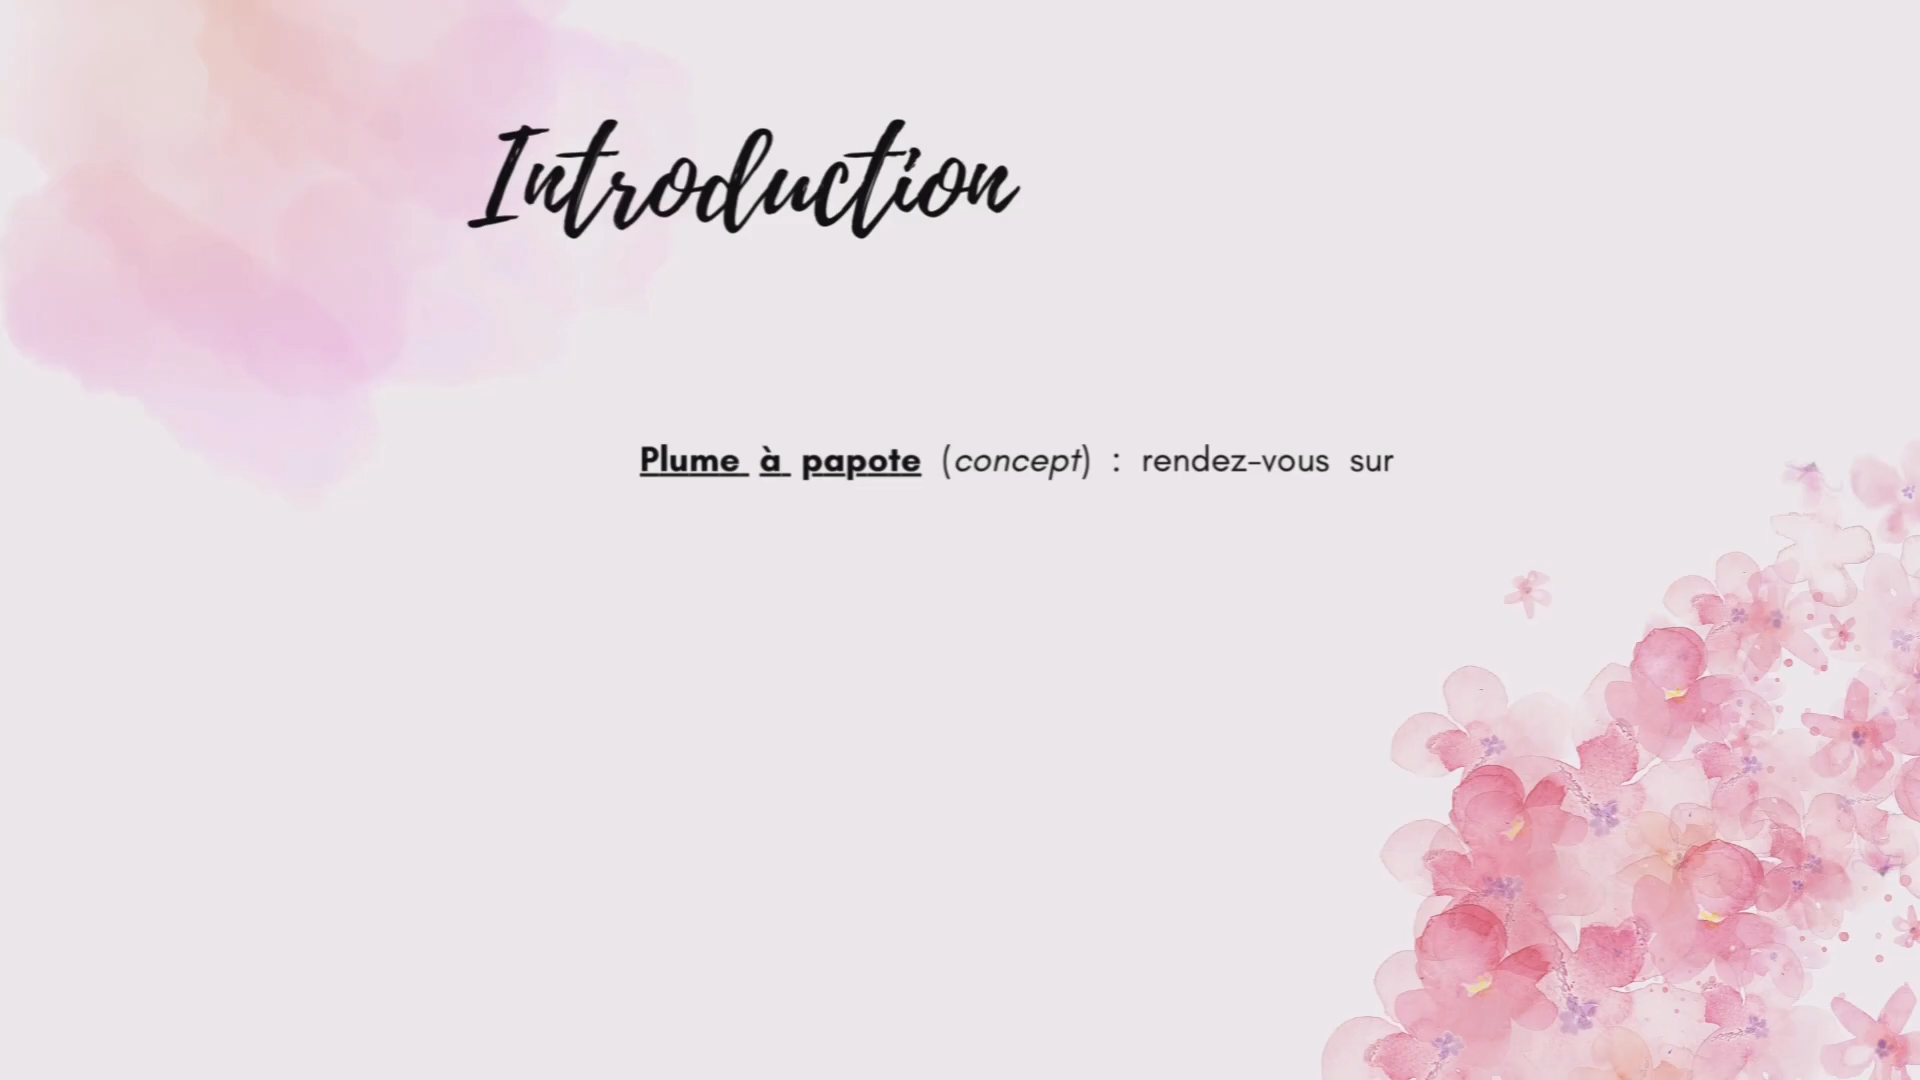 Introduction
Plume à papote (concept) : rendez-vous sur